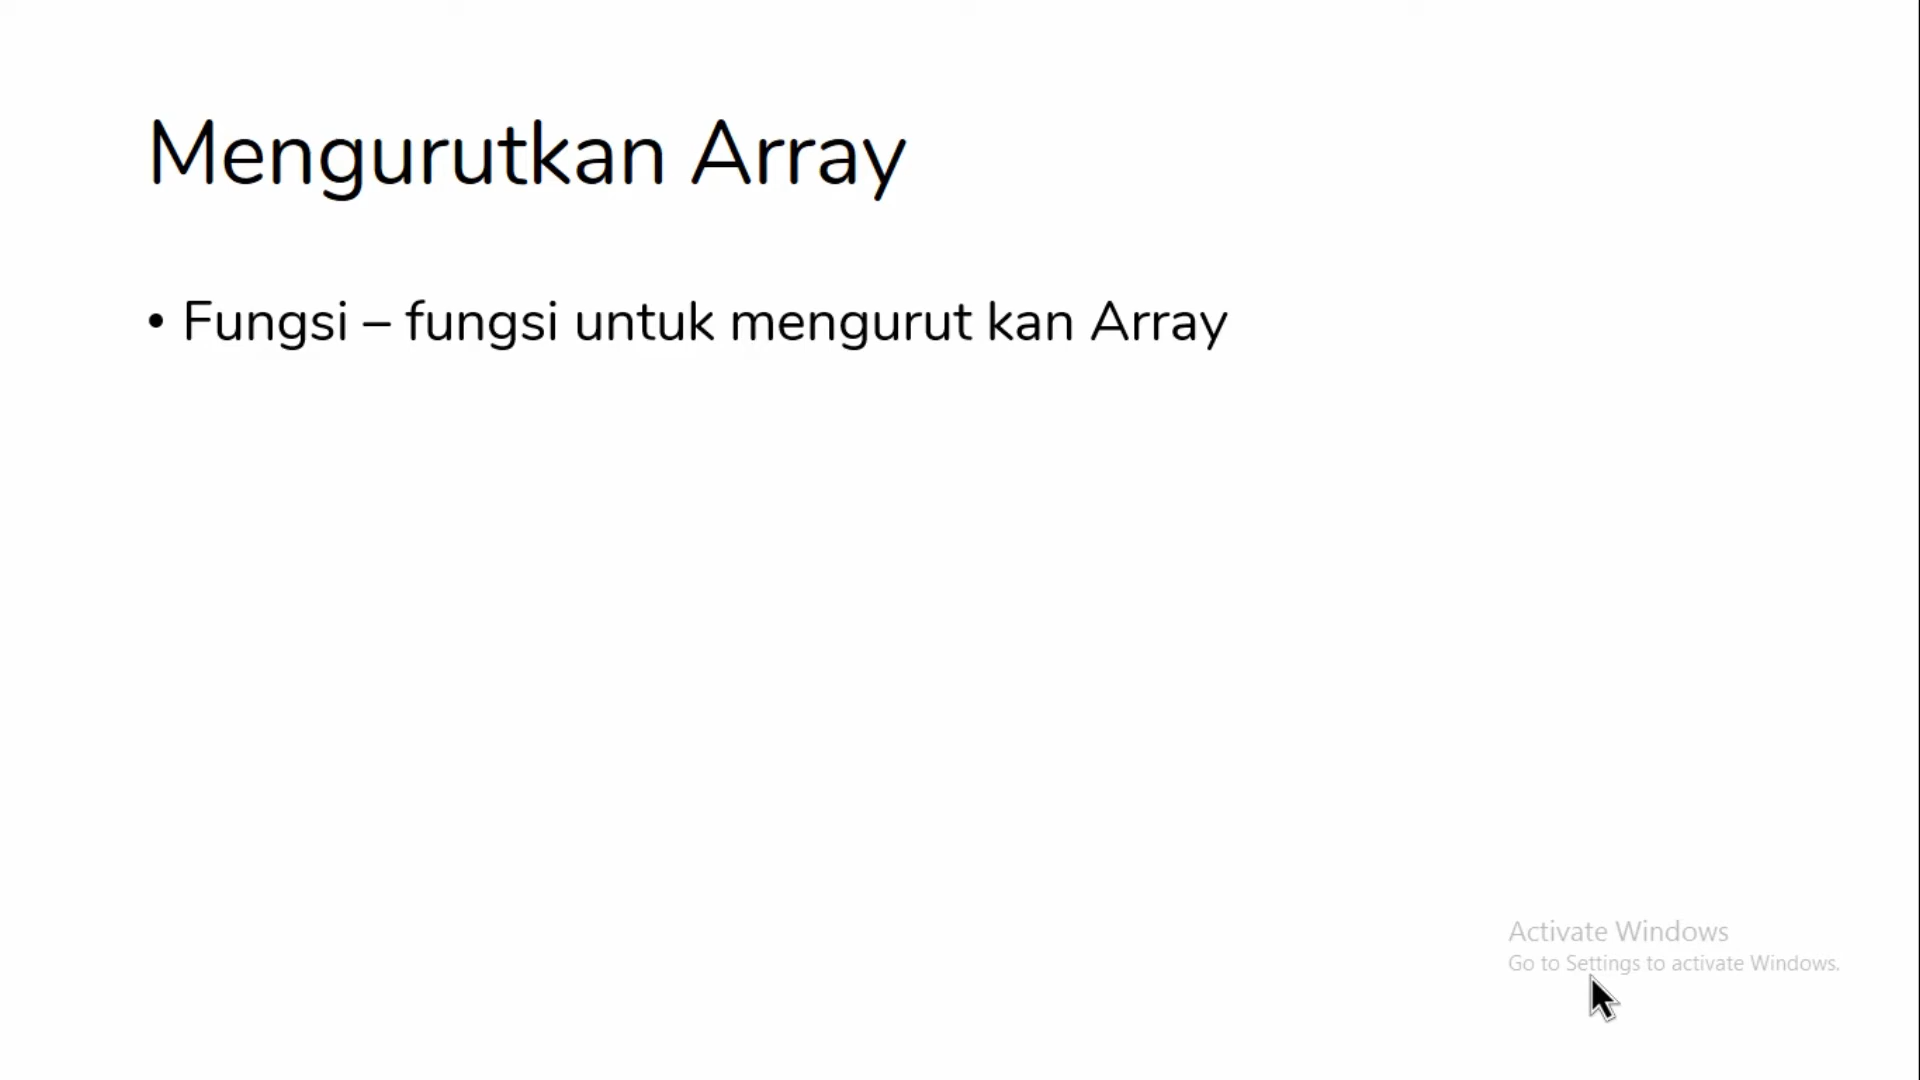 Mengurutkan Array
• Fungsi – fungsi untuk mengurut kan Array
Activate Windows
Go to Settings to activate Windows.